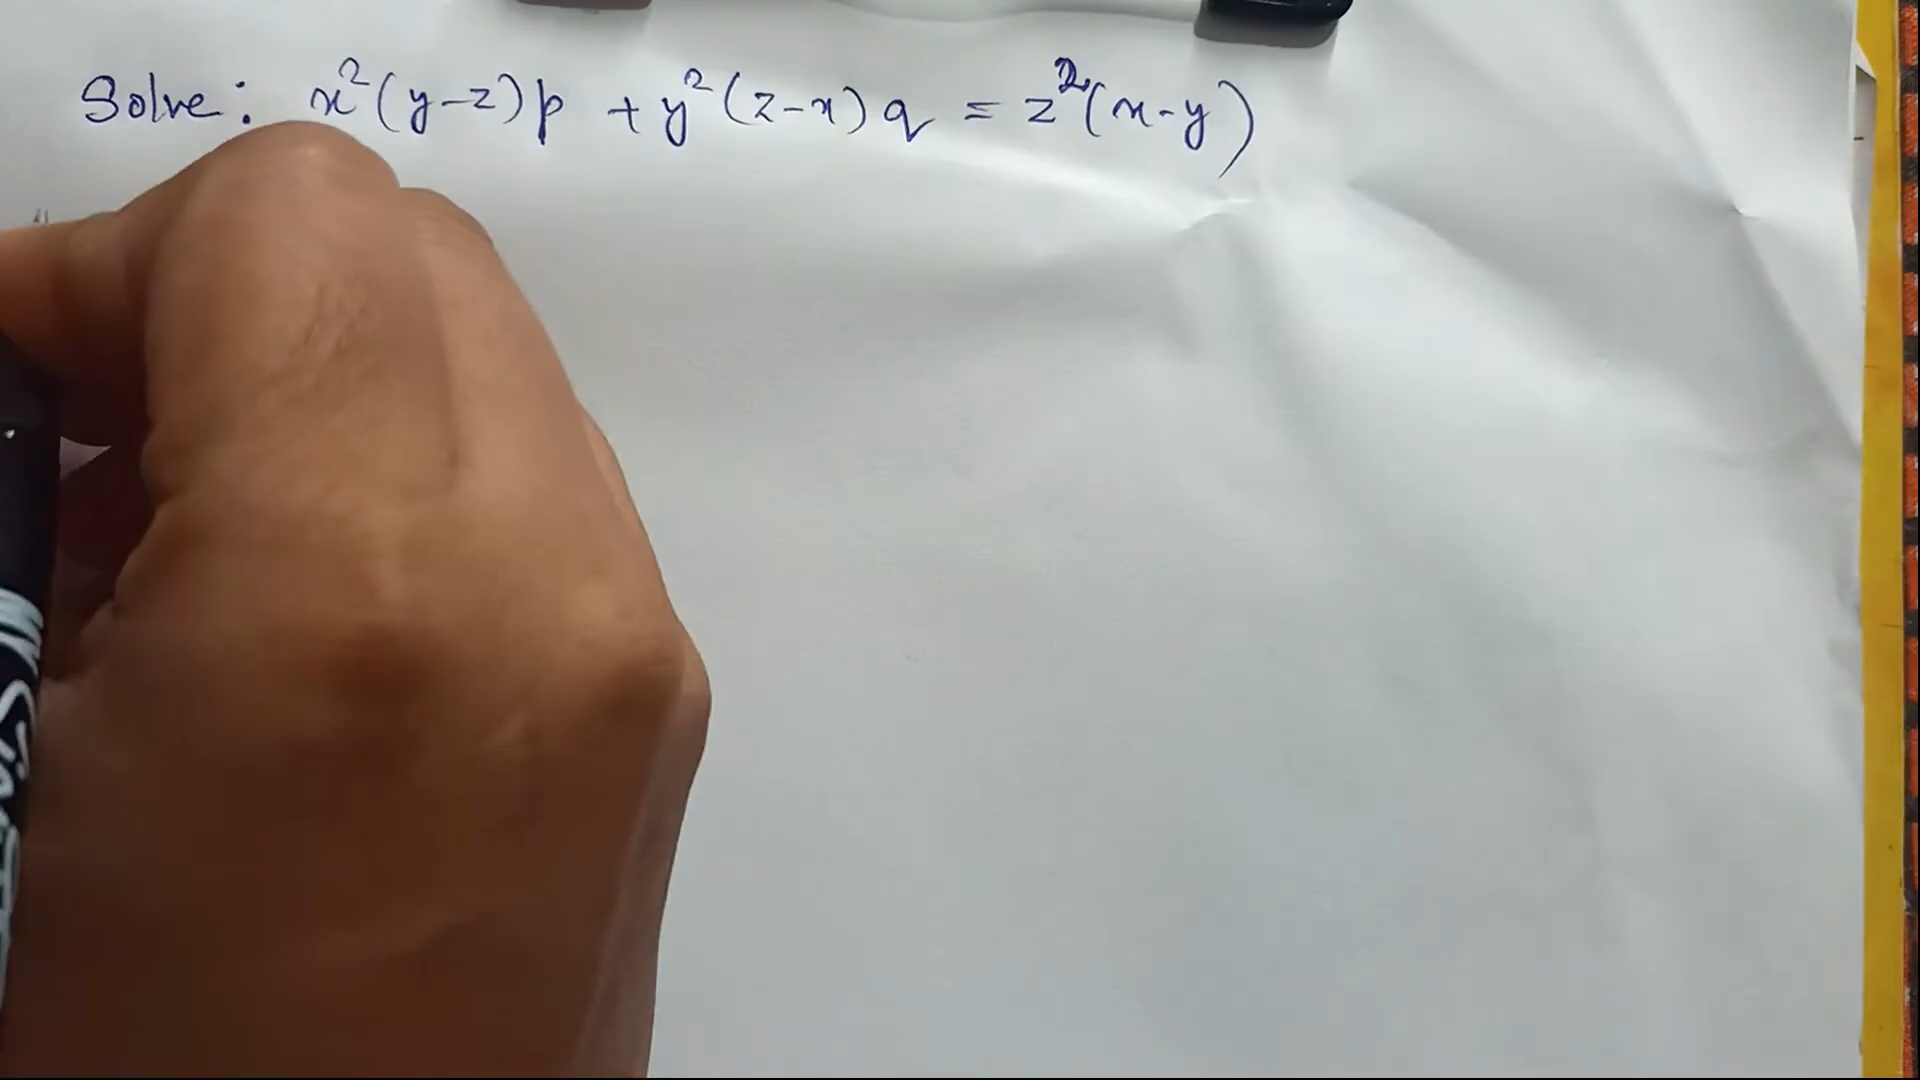 Solve: x²(y-z)p + y²(z-x)q = z²(x-y)